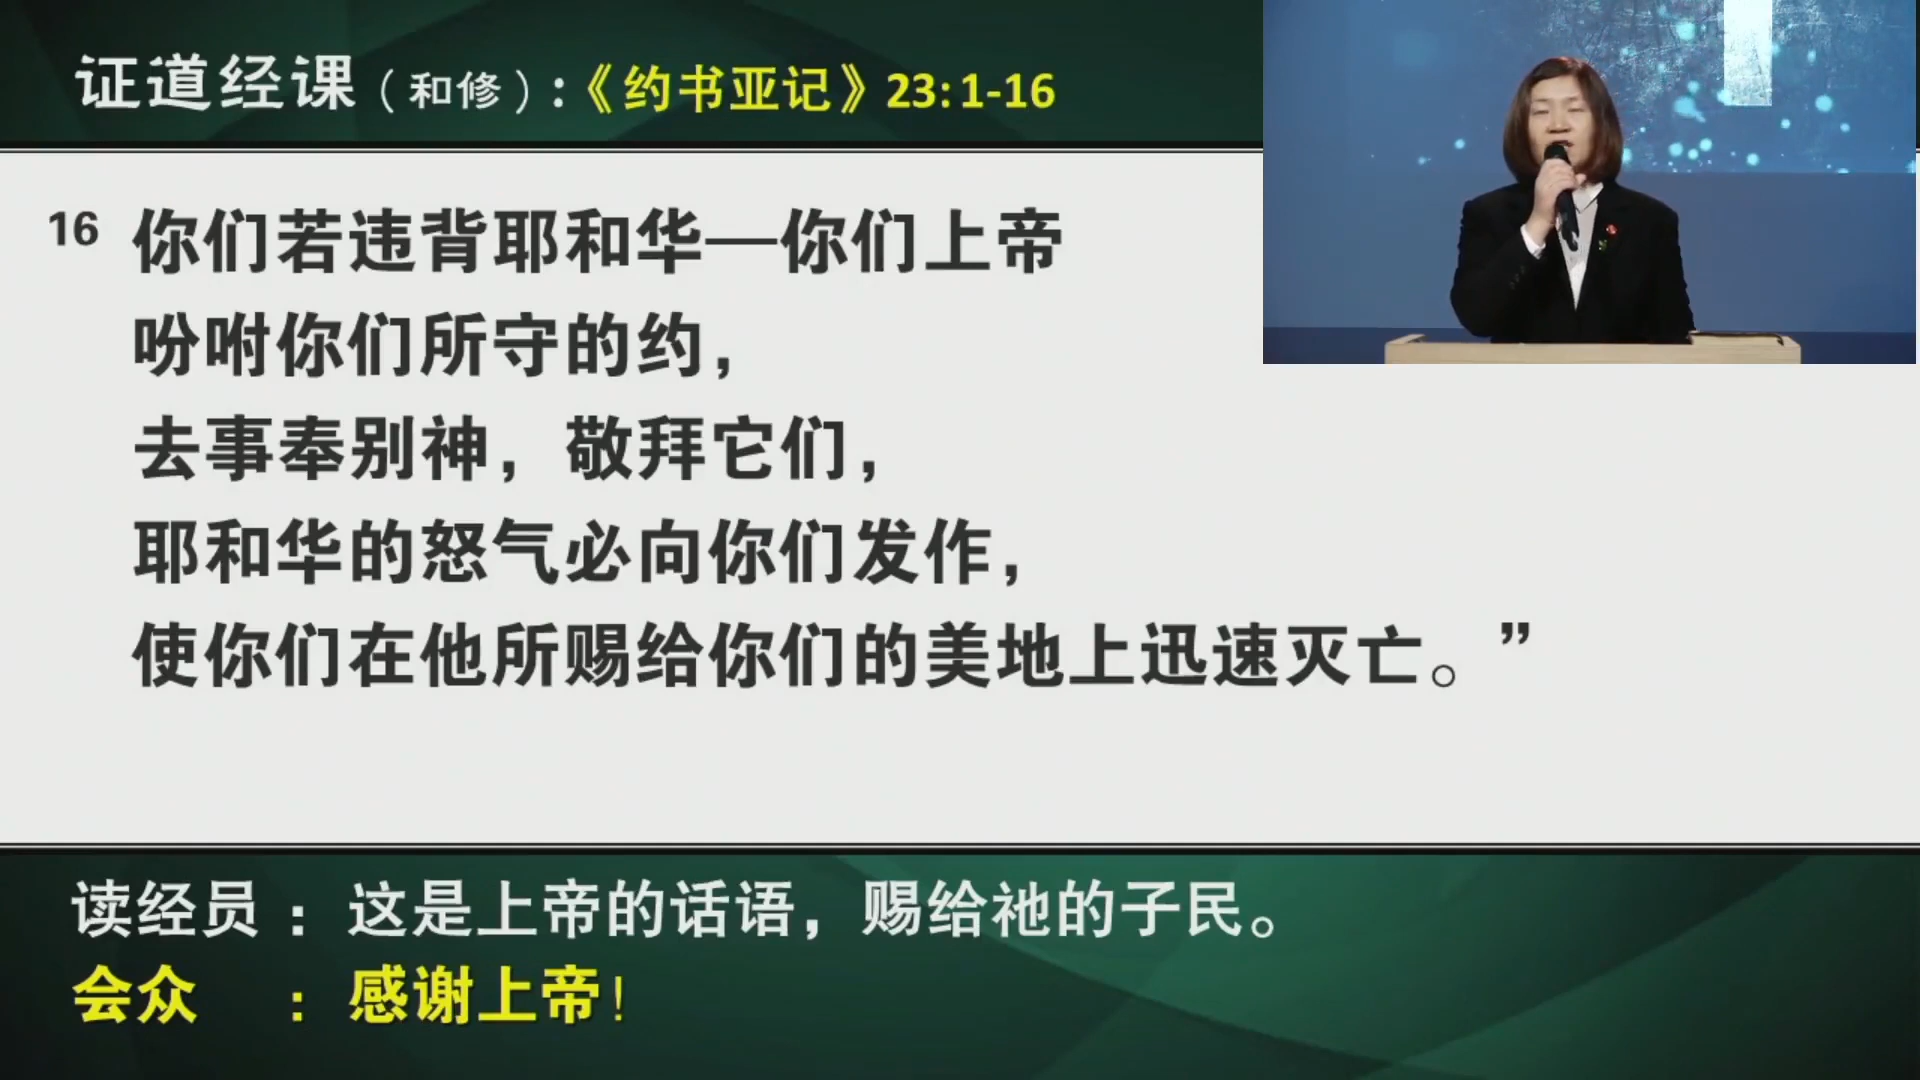 证道经课（和修）:《约书亚记》23:1-16
16 你们若违背耶和华—你们上帝
吩咐你们所守的约，
去事奉别神，敬拜它们，
耶和华的怒气必向你们发作，
使你们在他所赐给你们的美地上迅速灭亡。”
读经员：这是上帝的话语，赐给祂的子民。
会众：感谢上帝！